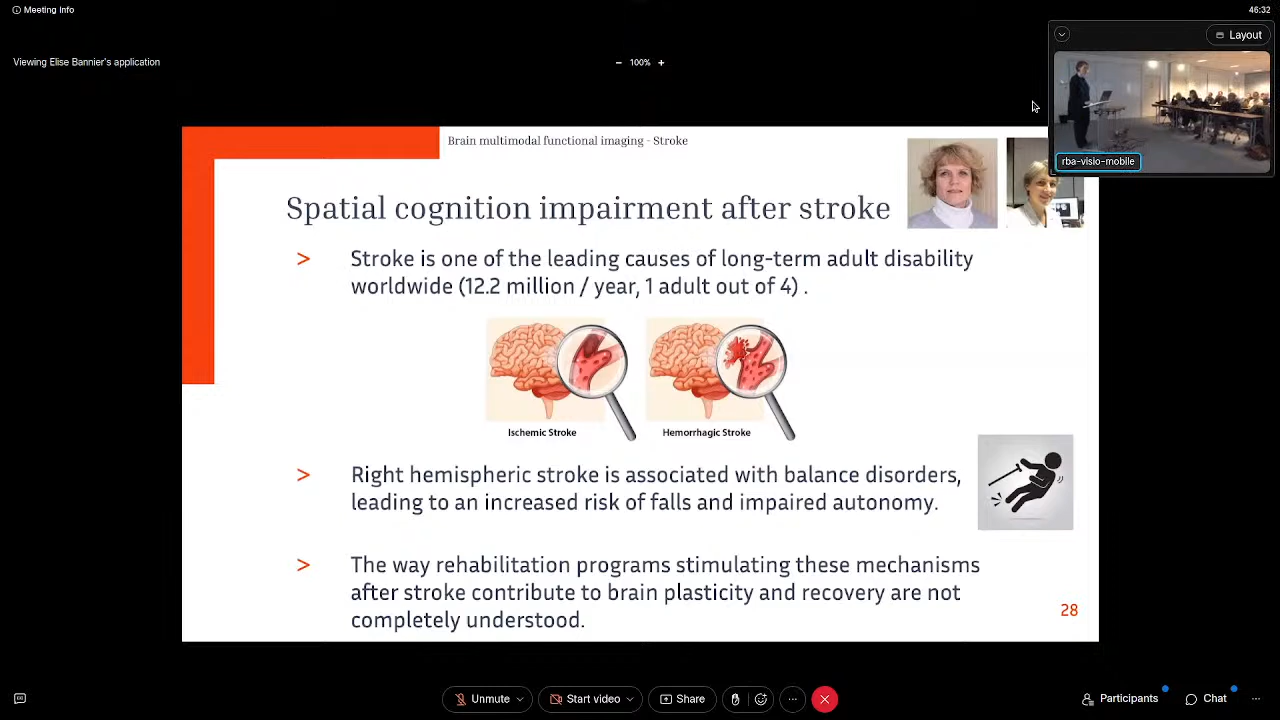 Meeting Info
46:32
Viewing Elise Bannier's application
− 100% +
Layout
rba-visio-mobile
Brain multimodal functional imaging - Stroke
Spatial cognition impairment after stroke
> Stroke is one of the leading causes of long-term adult disability
worldwide (12.2 million / year, 1 adult out of 4) .
Ischemic Stroke
Hemorrhagic Stroke
> Right hemispheric stroke is associated with balance disorders,
leading to an increased risk of falls and impaired autonomy.
> The way rehabilitation programs stimulating these mechanisms
after stroke contribute to brain plasticity and recovery are not
completely understood.
28
Unmute
Start video
Share
Participants
Chat